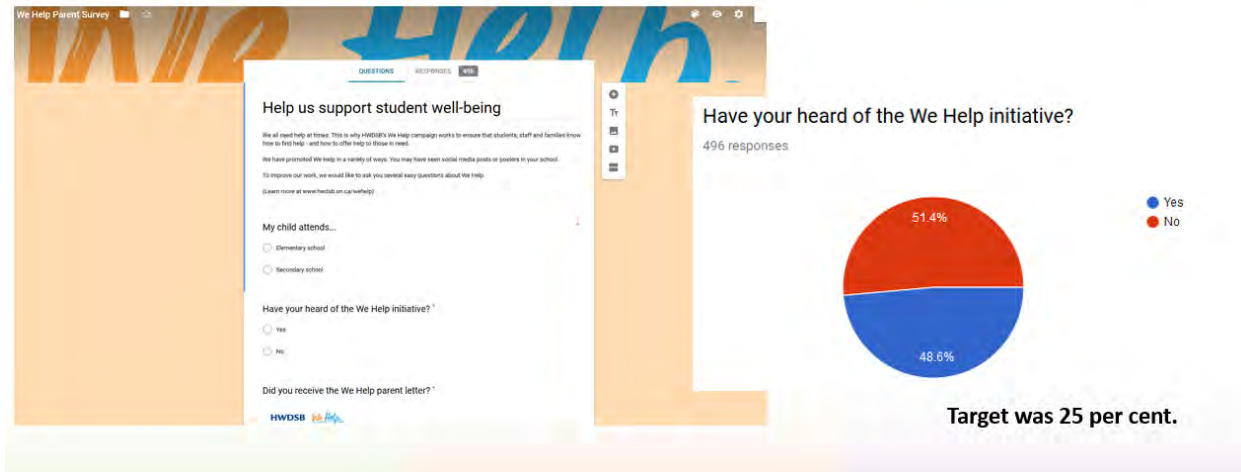 We Help Parent Survey
We Help
QUESTIONS RESPONSES 496
Help us support student well-being
We all need help at times. This is why HWDSB's We Help campaign works to ensure that students, staff and families know
how to find help - and how to offer help to those in need.
We have promoted We Help in a variety of ways. You may have seen social media posts or posters in your school.
To improve our work, we would like to ask you several easy questions about We Help.
(Learn more at www.hwdsb.on.ca/wehelp)
My child attends...
Elementary school
Secondary school
Have your heard of the We Help initiative? *
Yes
No
Did you receive the We Help parent letter? *
HWDSB We Help
Tт
Have your heard of the We Help initiative?
496 responses
51.4%
48.6%
Yes
No
Target was 25 per cent.